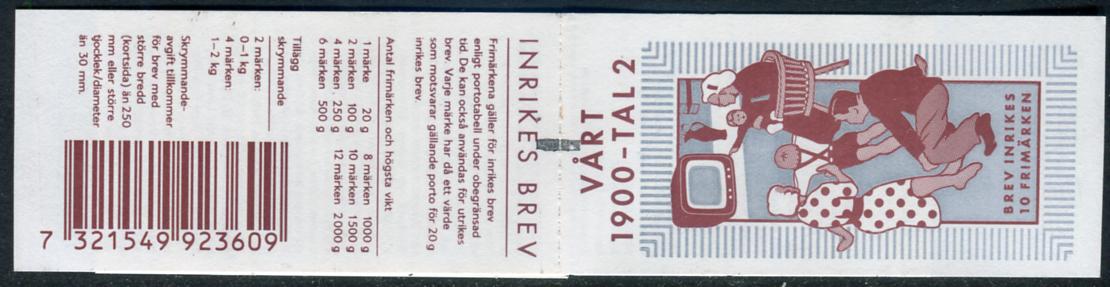 VÅRT
1900-TAL 2
BREV INRIKES
10 FRIMÄRKEN
INRIKES BREV
Frimärkena gäller för inrikes brev
enligt portotabell under obegränsad
tid. De kan också användas för utrikes
brev. Varje märke har då ett värde
som motsvarar gällande porto för 20 g
inrikes brev.
Antal frimärken och högsta vikt
1 märke 20 g 8 märken 1000 g
2 märken 100 g 10 märken 1500 g
4 märken 250 g 12 märken 2000 g
6 märken 500 g
Tillägg
skrymmande
2 märken:
0-1 kg
4 märken:
1-2 kg
Skrymmande-
avgift tillkommer
för brev med
större bredd
(kortsida) än 250
mm eller större
tjocklek/diameter
än 30 mm.
7 321549 923609